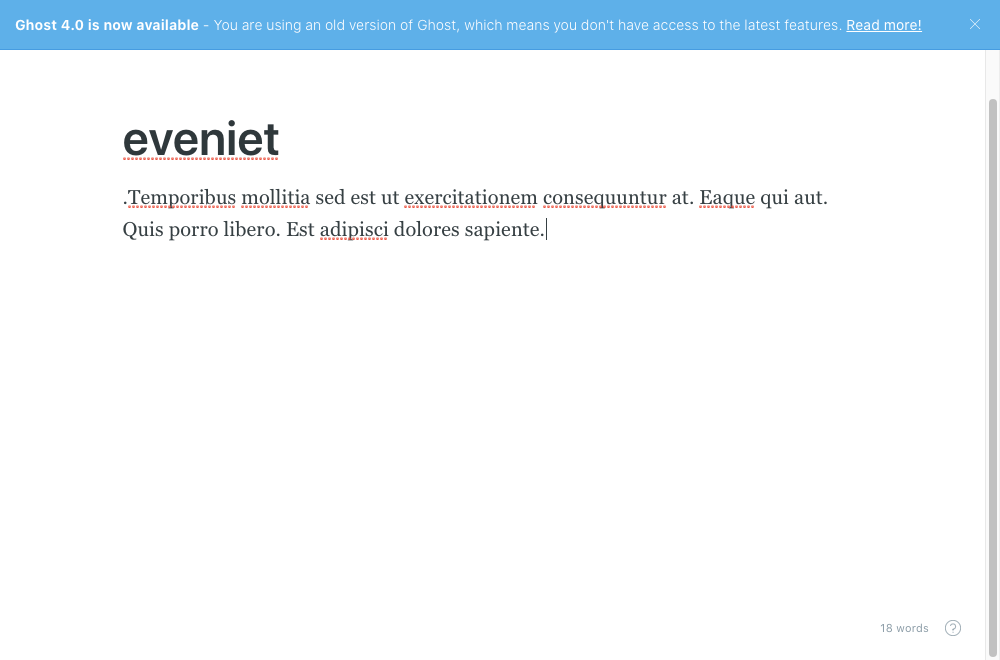 Ghost 4.0 is now available - You are using an old version of Ghost, which means you don't have access to the latest features. Read more!
eveniet
.Temporibus mollitia sed est ut exercitationem consequuntur at. Eaque qui aut.
Quis porro libero. Est adipisci dolores sapiente.
18 words